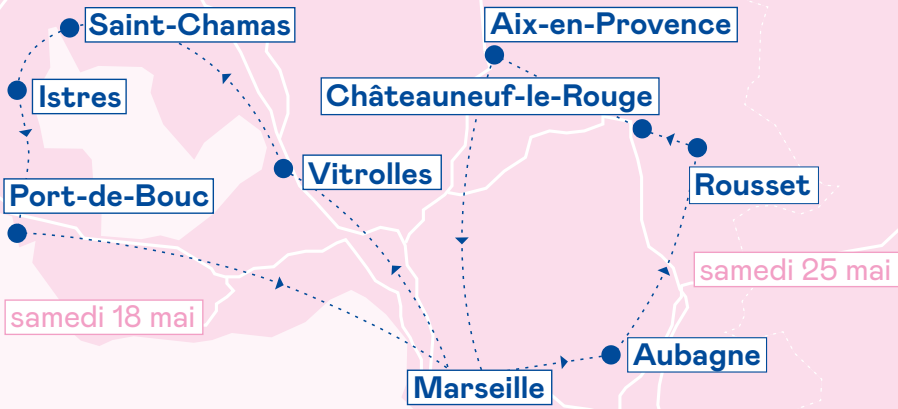 Saint-Chamas
Aix-en-Provence
Istres
Châteauneuf-le-Rouge
Vitrolles
Port-de-Bouc
Rousset
samedi 25 mai
samedi 18 mai
Aubagne
Marseille